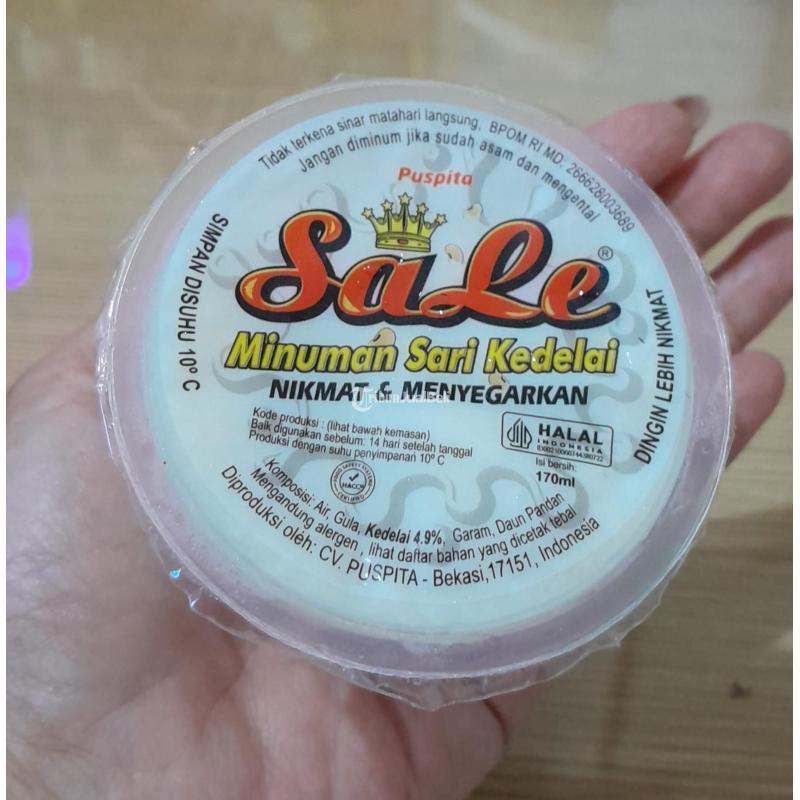 Tidak terkena sinar matahari langsung, BPOM RI MD: 266628003689
Jangan diminum jika sudah asam dan mengental
Puspita
SaLe®
Minuman Sari Kedelai
NIKMAT & MENYEGARKAN
SIMPAN DISUHU 10° C
DINGIN LEBIH NIKMAT
Kode produksi : (lihat bawah kemasan)
Baik digunakan sebelum: 14 hari setelah tanggal
Produksi dengan suhu penyimpanan 10° C
HALAL
INDONESIA
Isi bersih:
170ml
HACCP
CERTIFIED
Komposisi: Air, Gula, Kedelai 4.9%, Garam, Daun Pandan
Mengandung alergen , lihat daftar bahan yang dicetak tebal
Diproduksi oleh: CV. PUSPITA - Bekasi,17151, Indonesia